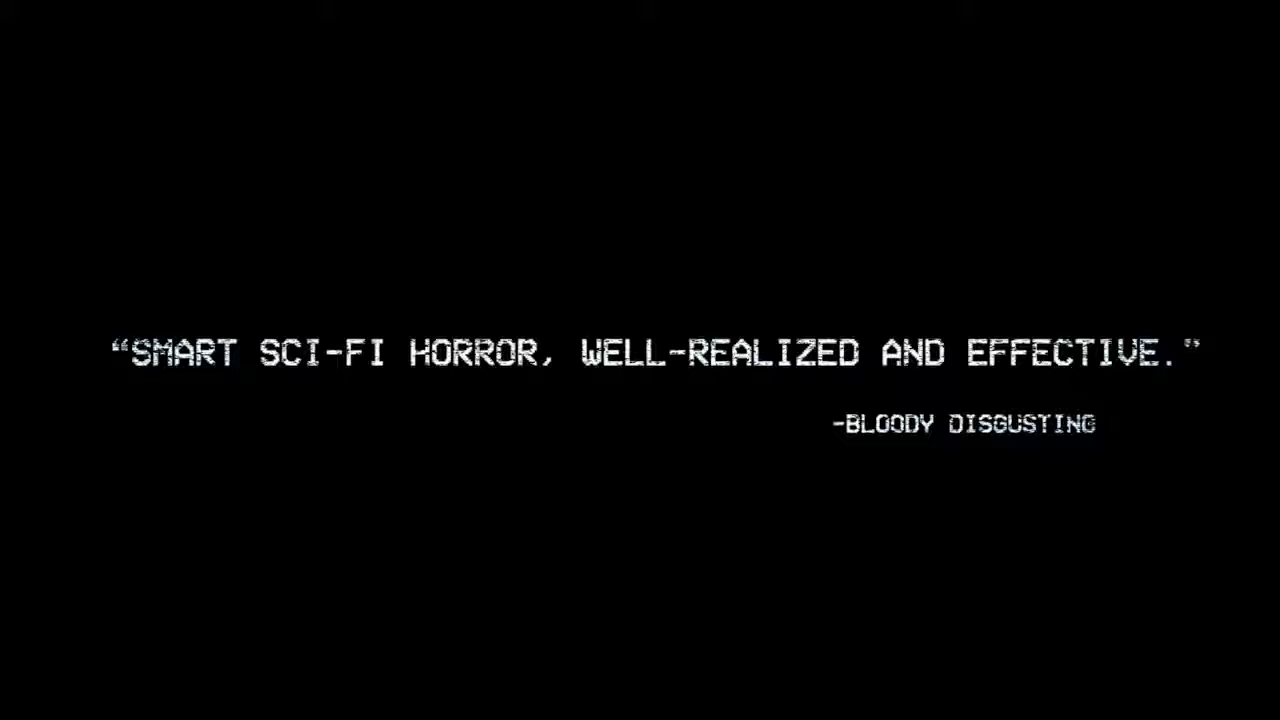 “SMART SCI-FI HORROR, WELL-REALIZED AND EFFECTIVE.”
-BLOODY DISGUSTING